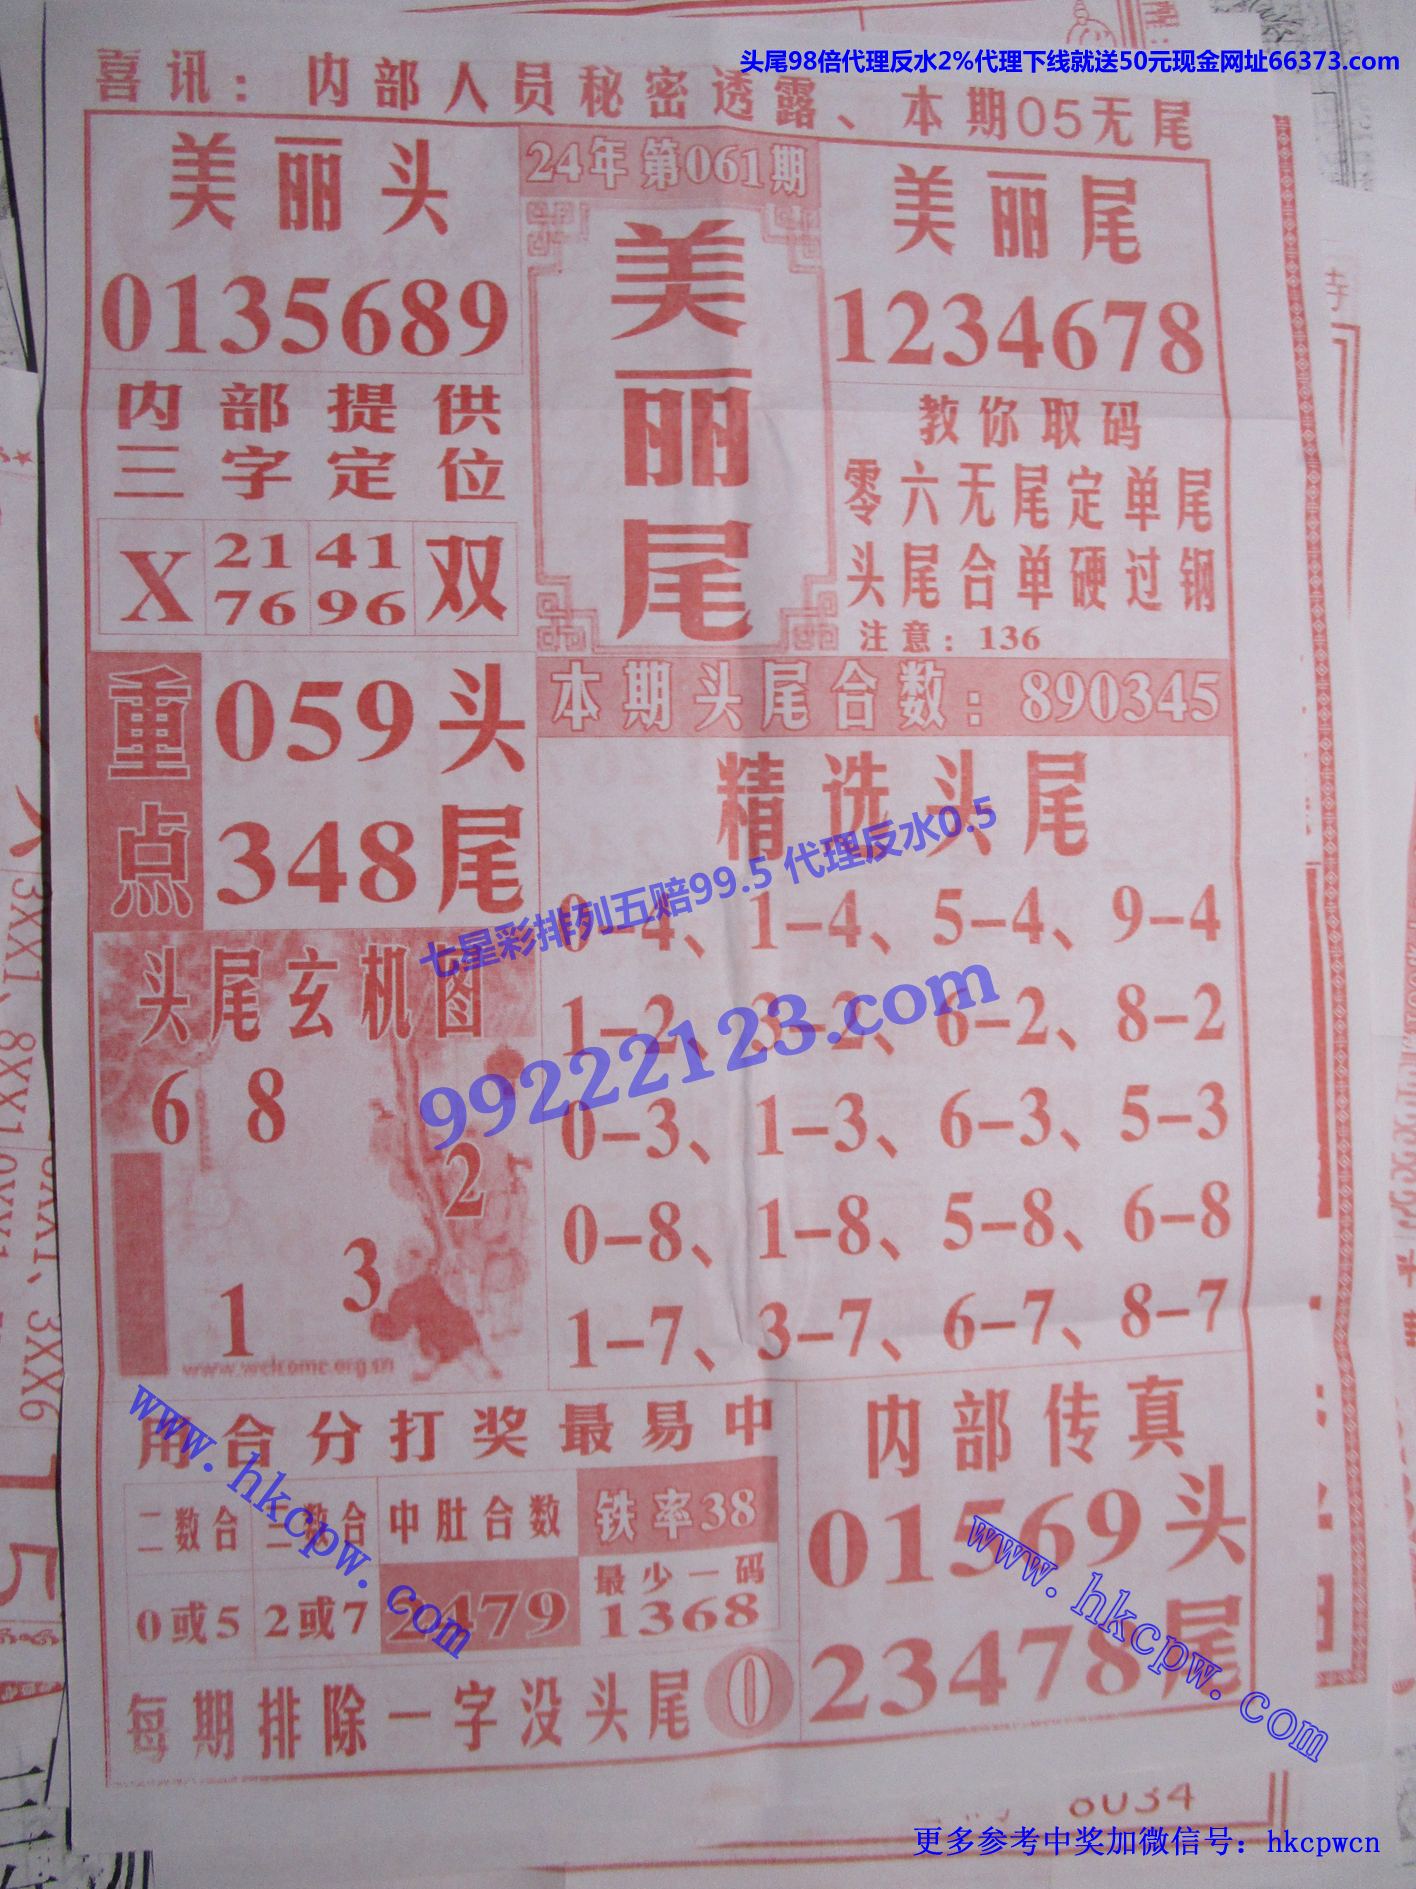 头尾98倍代理反水2%代理下线就送50元现金网址66373.com
喜讯：内部人员秘密透露、本期05无尾
美丽头
0135689
24年第061期
美丽尾
美丽尾
1234678
内部提供
三字定位
X 21 41 双
76 96
教你取码
零六无尾定单尾
头尾合单硬过钢
注意：136
重点
059头
348尾
本期头尾合数：890345
精选头尾
0-4、1-4、5-4、9-4
1-2、3-2、6-2、8-2
0-3、1-3、6-3、5-3
0-8、1-8、5-8、6-8
1-7、3-7、6-7、8-7
七星彩排列五赔99.5 代理反水0.5
99222123.com
头尾玄机图
6 8
2
3
1
www.welcome.org.cn
用合分打奖最易中
二数合 三数合 中肚合数 铁率38
0或5 2或7 2479 最少一码
1368
每期排除一字没头尾 0
内部传真
01569头
23478尾
www.hkcpw.com
www.hkcpw.com
8034
更多参考中奖加微信号：hkcpwcn
3XX1、8XX1
3XX6